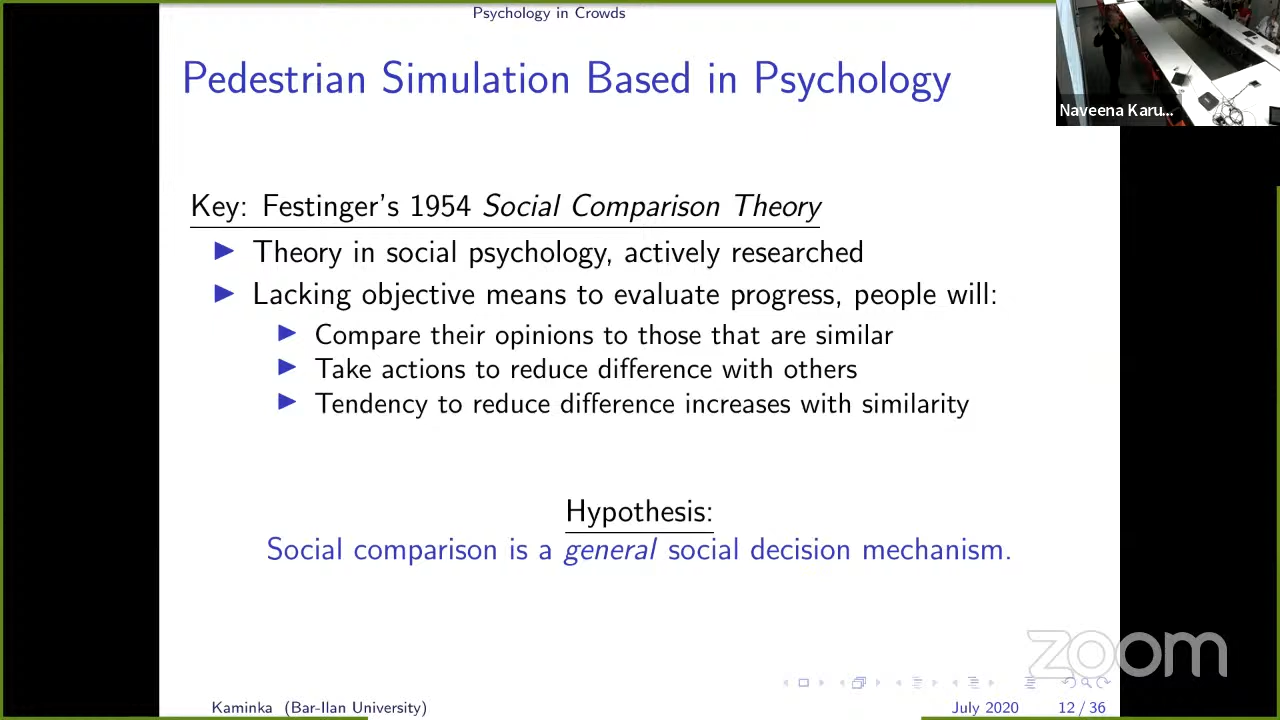 Psychology in Crowds
Pedestrian Simulation Based in Psychology
Naveena Karu...
Key: Festinger's 1954 Social Comparison Theory
Theory in social psychology, actively researched
Lacking objective means to evaluate progress, people will:
Compare their opinions to those that are similar
Take actions to reduce difference with others
Tendency to reduce difference increases with similarity
Hypothesis:
Social comparison is a general social decision mechanism.
zoom
Kaminka (Bar-Ilan University)
July 2020
12 / 36